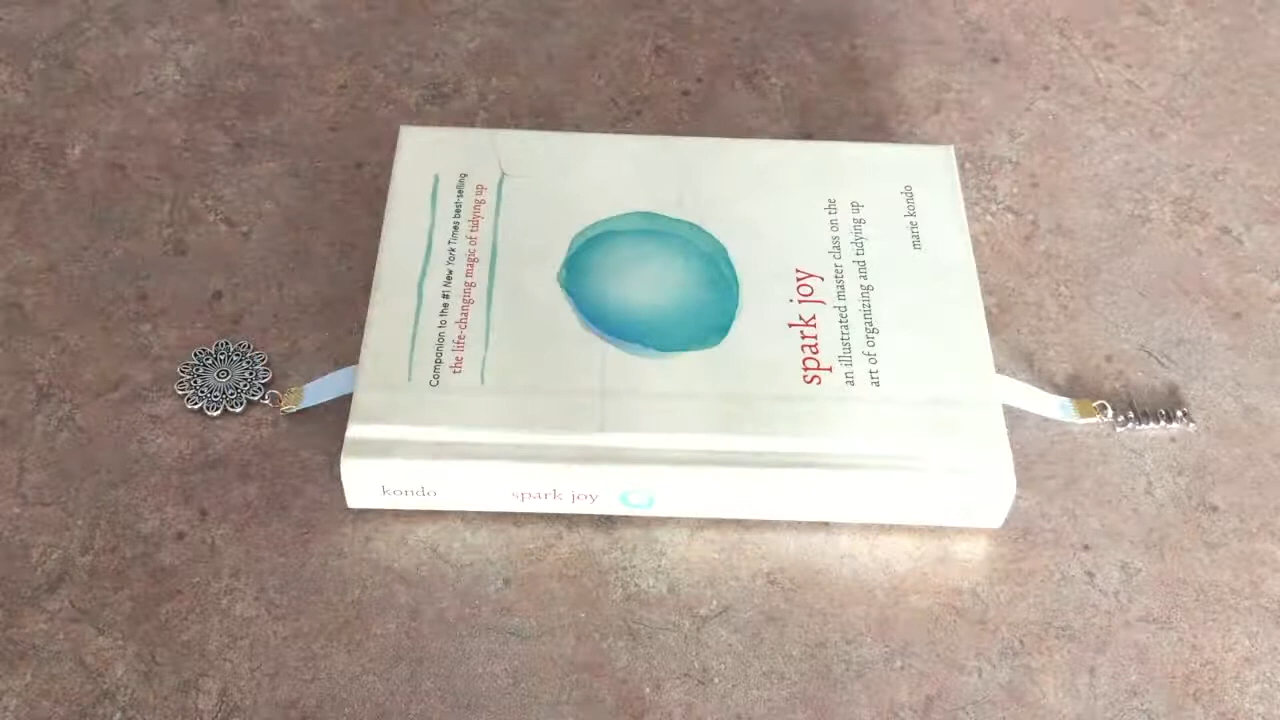 Companion to the #1 New York Times best-selling
the life-changing magic of tidying up
spark joy
an illustrated master class on the
art of organizing and tidying up
marie kondo
kondo
spark joy